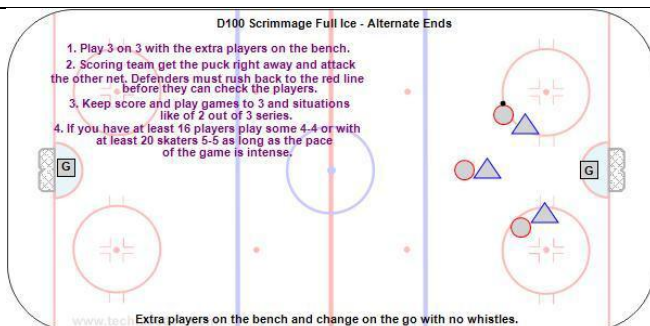 D100 Scrimmage Full Ice - Alternate Ends
1. Play 3 on 3 with the extra players on the bench.
2. Scoring team get the puck right away and attack
the other net. Defenders must rush back to the red line
before they can check the players.
3. Keep score and play games to 3 and situations
like of 2 out of 3 series.
4. If you have at least 16 players play some 4-4 or with
at least 20 skaters 5-5 as long as the pace
of the game is intense.
G
G
Extra players on the bench and change on the go with no whistles.